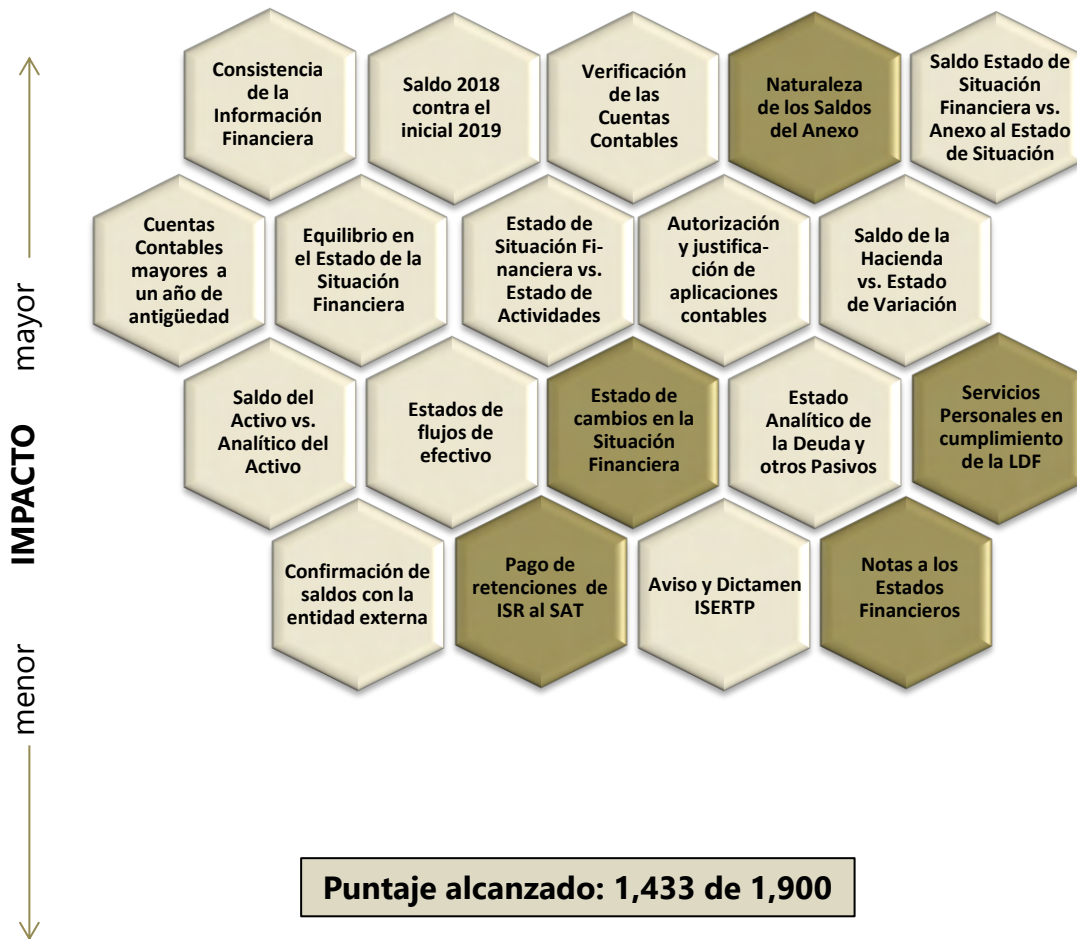 Consistencia
de la
Información
Financiera
Saldo 2018
contra el
inicial 2019
Verificación
de las
Cuentas
Contables
Naturaleza
de los Saldos
del Anexo
Saldo Estado de
Situación
Financiera vs.
Anexo al Estado
de Situación
Cuentas
Contables
mayores a
un año de
antigüedad
Equilibrio en
el Estado de la
Situación
Financiera
Estado de
Situación Fi-
nanciera vs.
Estado de
Actividades
Autorización
y justifica-
ción de
aplicaciones
contables
Saldo de la
Hacienda
vs. Estado
de Variación
Saldo del
Activo vs.
Analítico del
Activo
Estados de
flujos de
efectivo
Estado de
cambios en la
Situación
Financiera
Estado
Analítico de
la Deuda y
otros Pasivos
Servicios
Personales en
cumplimiento
de la LDF
Confirmación de
saldos con la
entidad externa
Pago de
retenciones de
ISR al SAT
Aviso y Dictamen
ISERTP
Notas a los
Estados
Financieros
mayor
IMPACTO
menor
Puntaje alcanzado: 1,433 de 1,900